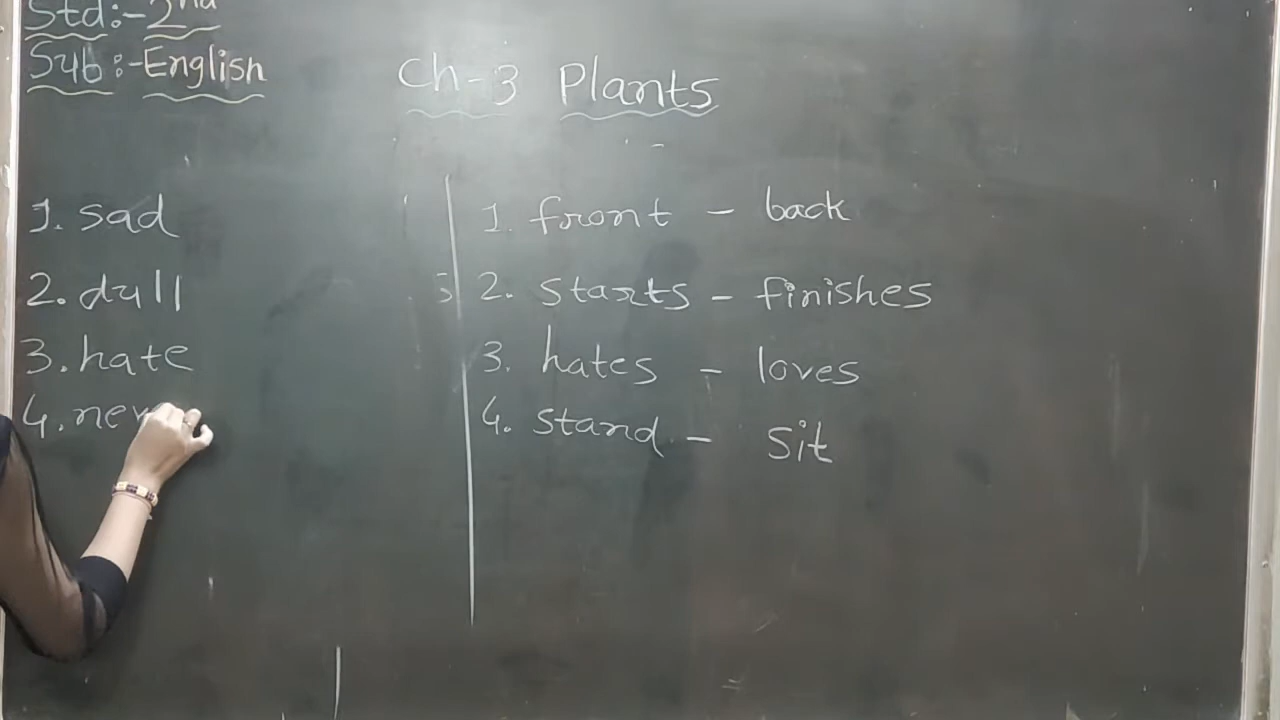 Std:-2nd
Sub:-English
Ch-3 Plants
1. sad
2. dull
3. hate
4.
1. front - back
2. starts - finishes
3. hates - loves
4. stand - sit